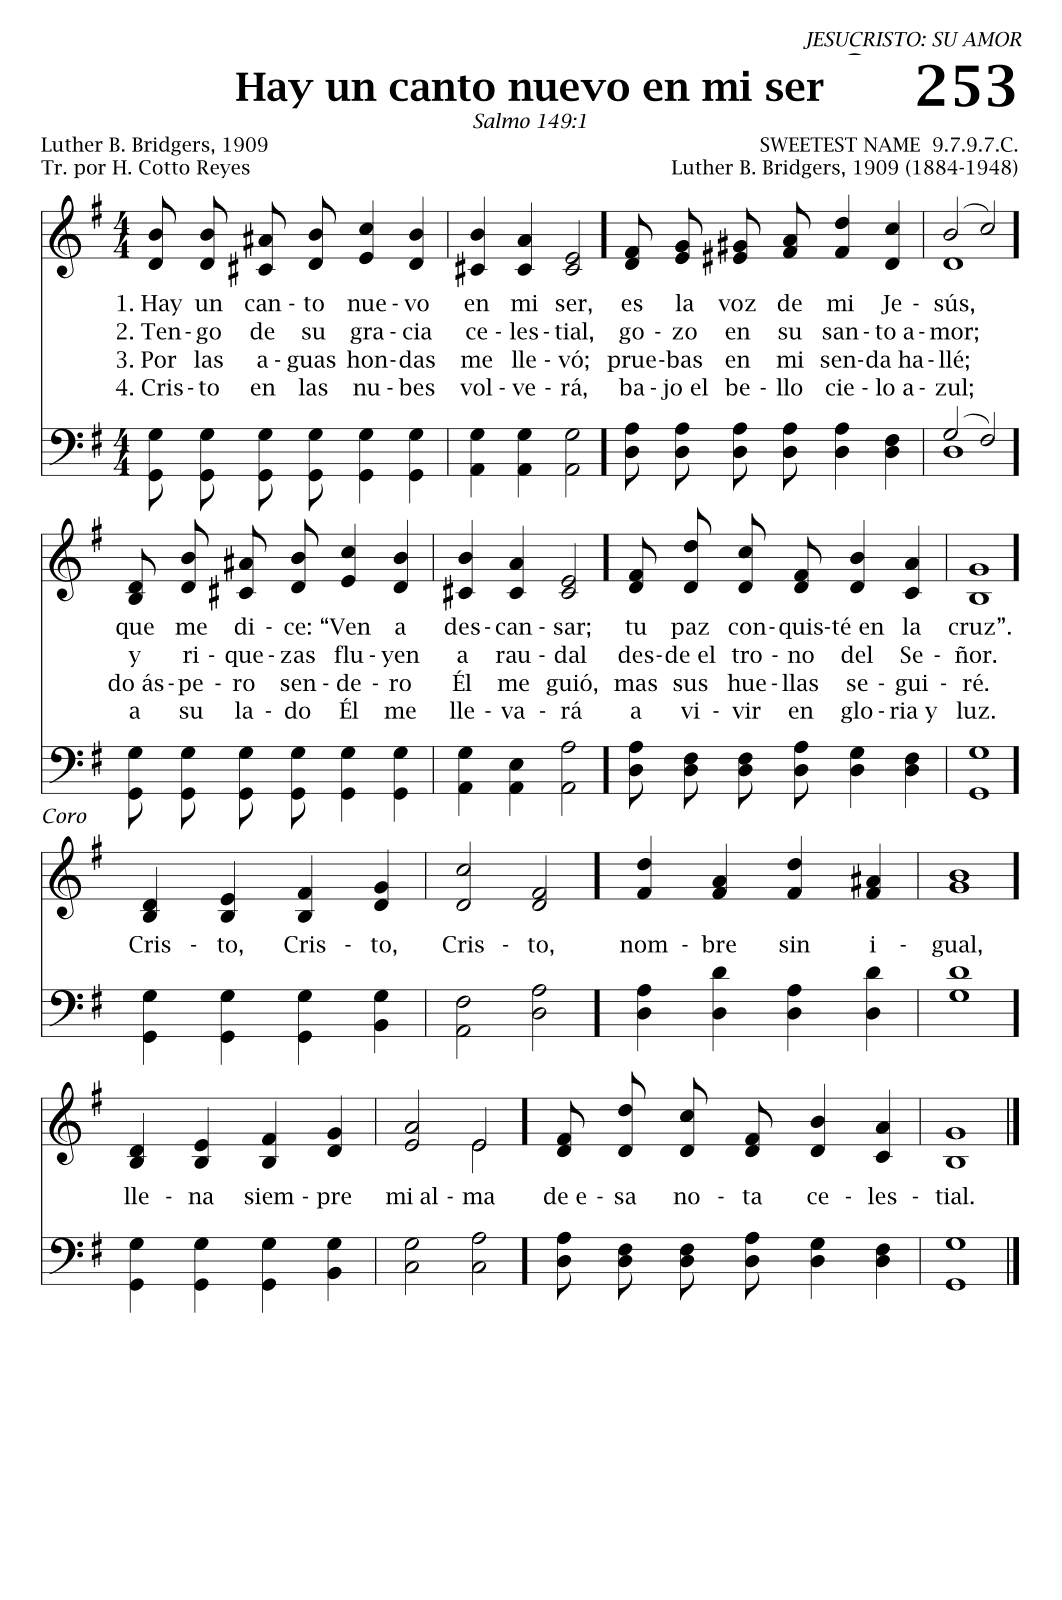 JESUCRISTO: SU AMOR
Hay un canto nuevo en mi ser 253
Salmo 149:1
Luther B. Bridgers, 1909 SWEETEST NAME 9.7.9.7.C.
Tr. por H. Cotto Reyes Luther B. Bridgers, 1909 (1884-1948)
1. Hay un can - to nue - vo en mi ser, es la voz de mi Je - sús,
2. Ten - go de su gra - cia ce - les - tial, go - zo en su san - to a - mor;
3. Por las a - guas hon - das me lle - vó; prue - bas en mi sen - da ha - llé;
4. Cris - to en las nu - bes vol - ve - rá, ba - jo el be - llo cie - lo a - zul;
que me di - ce: “Ven a des - can - sar; tu paz con - quis - té en la cruz”.
y ri - que - zas flu - yen a rau - dal des - de el tro - no del Se - ñor.
do ás - pe - ro sen - de - ro Él me guió, mas sus hue - llas se - gui - ré.
a su la - do Él me lle - va - rá a vi - vir en glo - ria y luz.
Coro
Cris - to, Cris - to, Cris - to, nom - bre sin i - gual,
lle - na siem - pre mi al - ma de e - sa no - ta ce - les - tial.